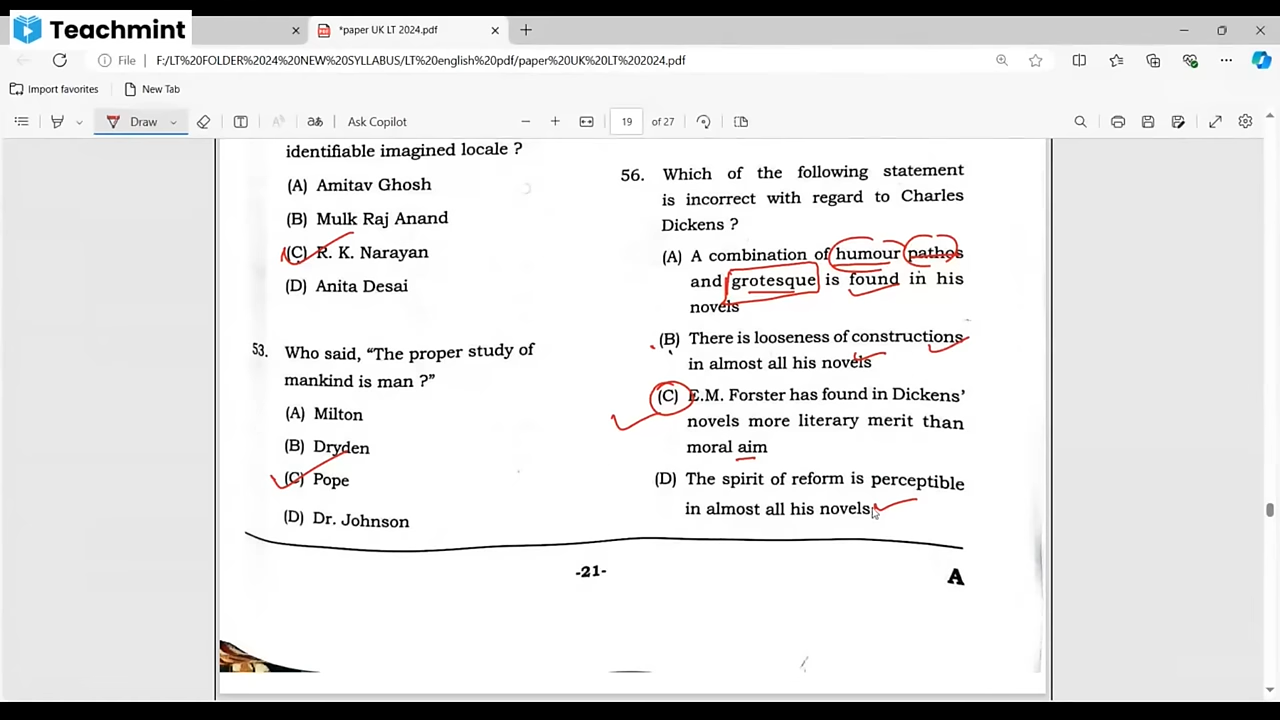 Teachmint
*paper UK LT 2024.pdf
File
F:/LT%20FOLDER%2024%20NEW%20SYLLABUS/LT%20english%20pdf/paper%20UK%20LT%202024.pdf
Import favorites
New Tab
Draw
aあ
Ask Copilot
19 of 27
identifiable imagined locale ?
(A) Amitav Ghosh
(B) Mulk Raj Anand
(C) R. K. Narayan
(D) Anita Desai
53. Who said, “The proper study of
mankind is man ?”
(A) Milton
(B) Dryden
(C) Pope
(D) Dr. Johnson
56. Which of the following statement
is incorrect with regard to Charles
Dickens ?
(A) A combination of humour pathos
and grotesque is found in his
novels
(B) There is looseness of constructions
in almost all his novels
(C) E.M. Forster has found in Dickens’
novels more literary merit than
moral aim
(D) The spirit of reform is perceptible
in almost all his novels
-21-
A